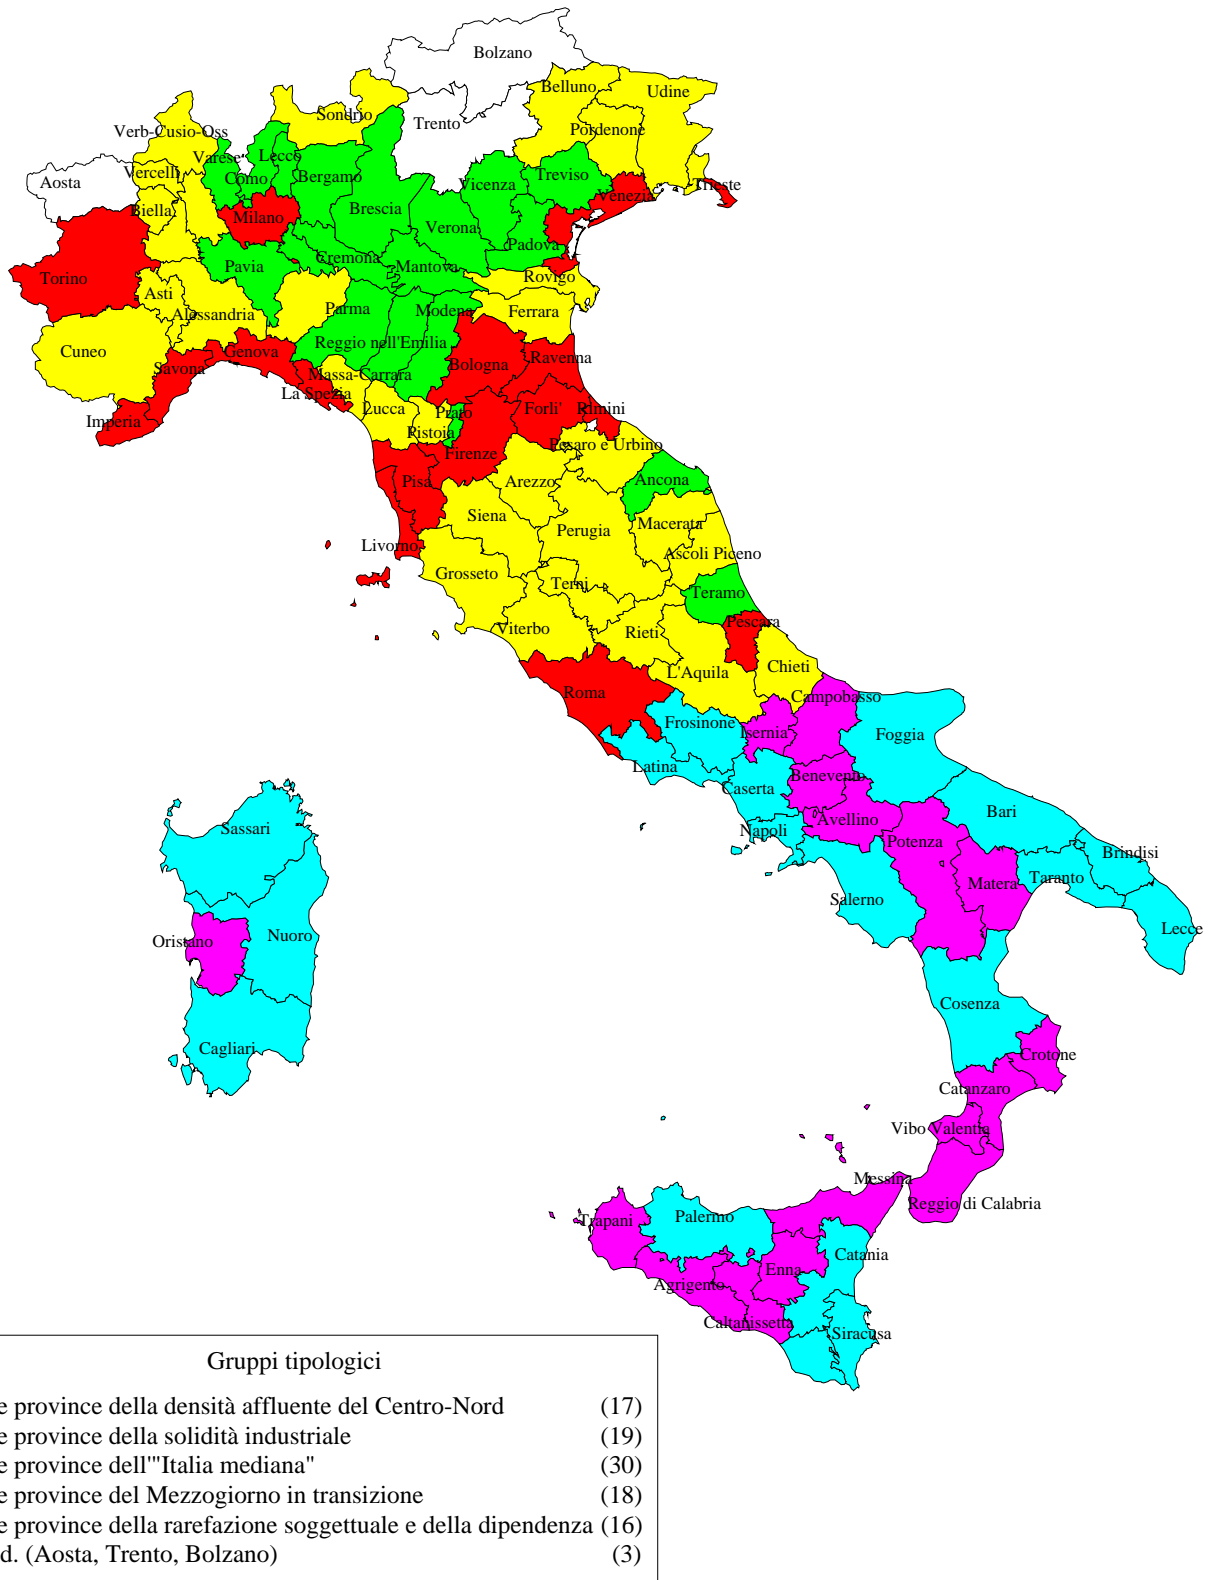 Bolzano
Belluno
Udine
Sondrio
Trento
Pordenone
Verb-Cusio-Oss
Varese
Lecco
Vercelli
Como
Bergamo
Vicenza
Treviso
Aosta
Trieste
Venezia
Biella
Milano
Brescia
Verona
Padova
Cremona
Mantova
Pavia
Torino
Rovigo
Asti
Parma
Modena
Ferrara
Alessandria
Reggio nell'Emilia
Cuneo
Genova
Ravenna
Savona
Massa-Carrara
Bologna
La Spezia
Lucca
Prato
Forli'
Rimini
Imperia
Pistoia
Pesaro e Urbino
Firenze
Pisa
Arezzo
Ancona
Siena
Macerata
Perugia
Livorno
Ascoli Piceno
Grosseto
Terni
Teramo
Viterbo
Rieti
Pescara
L'Aquila
Chieti
Roma
Campobasso
Frosinone
Isernia
Foggia
Latina
Benevento
Caserta
Bari
Avellino
Napoli
Sassari
Potenza
Brindisi
Matera
Taranto
Salerno
Lecce
Oristano
Nuoro
Cosenza
Cagliari
Crotone
Catanzaro
Vibo Valentia
Messina
Reggio di Calabria
Trapani
Palermo
Catania
Enna
Agrigento
Caltanissetta
Siracusa
Gruppi tipologici
e province della densità affluente del Centro-Nord (17)
e province della solidità industriale (19)
e province dell'"Italia mediana" (30)
e province del Mezzogiorno in transizione (18)
e province della rarefazione soggettuale e della dipendenza (16)
d. (Aosta, Trento, Bolzano) (3)